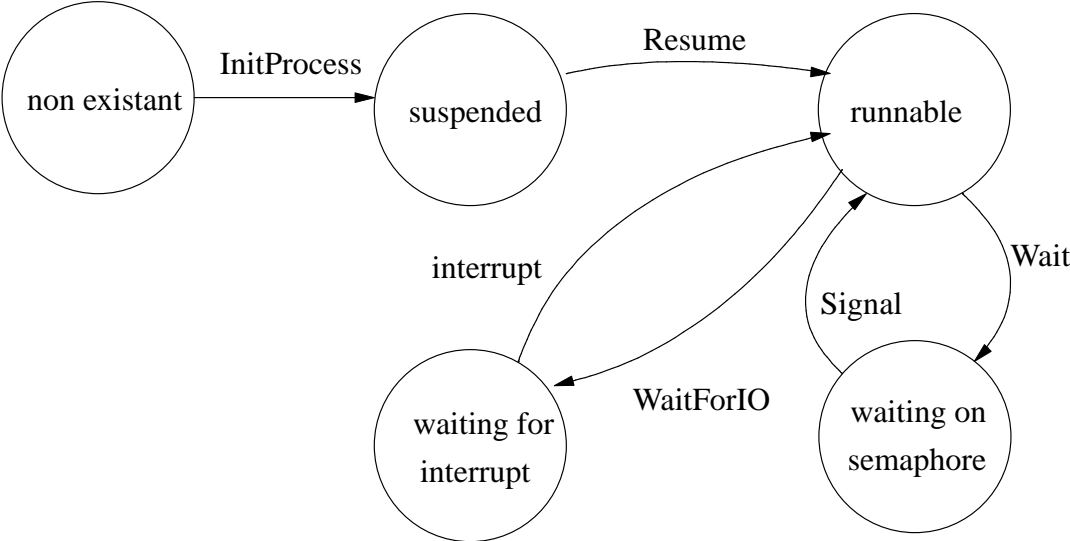 InitProcess
Resume
non existant
suspended
runnable
interrupt
Wait
Signal
WaitForIO
waiting for
interrupt
waiting on
semaphore